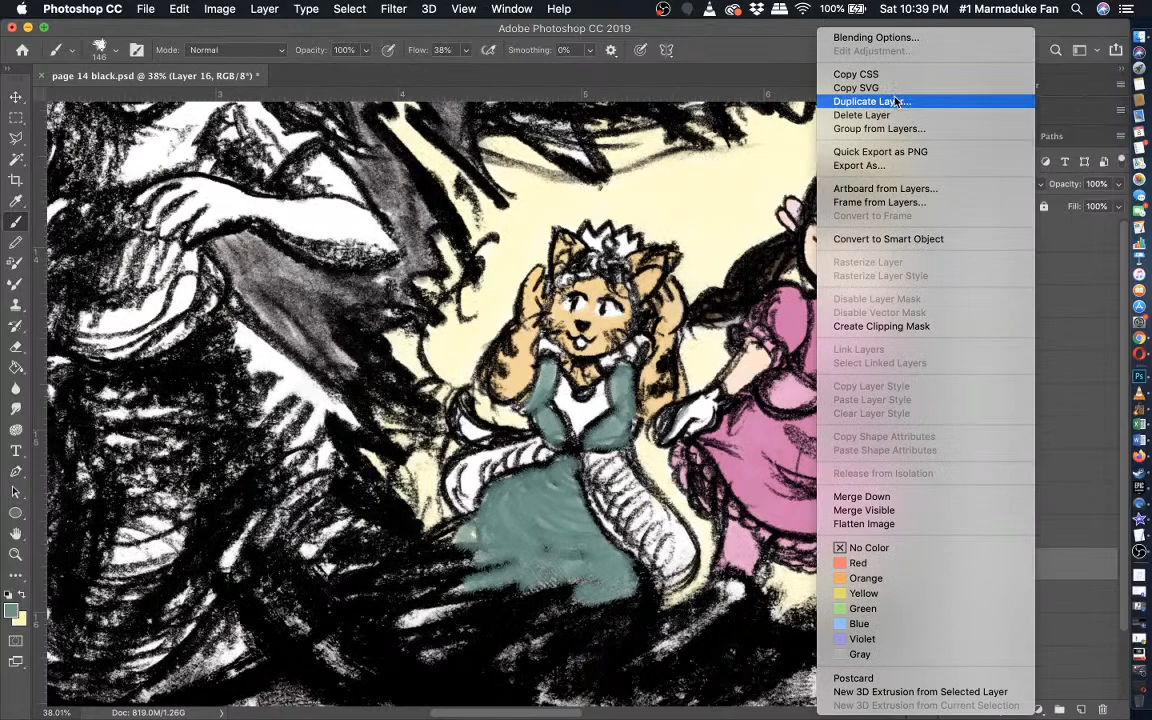 Photoshop CC File Edit Image Layer Type Select Filter 3D View Window Help 100% Sat 10:39 PM #1 Marmaduke Fan
Adobe Photoshop CC 2019
146 Mode: Normal Opacity: 100% Flow: 38% Smoothing: 0%
page 14 black.psd @ 38% (Layer 16, RGB/8*) *
3 4 5 6
Paths
Opacity: 100%
Fill: 100%
Blending Options...
Edit Adjustment...
Copy CSS
Copy SVG
Duplicate Layer...
Delete Layer
Group from Layers...
Quick Export as PNG
Export As...
Artboard from Layers...
Frame from Layers...
Convert to Frame
Convert to Smart Object
Rasterize Layer
Rasterize Layer Style
Disable Layer Mask
Disable Vector Mask
Create Clipping Mask
Link Layers
Select Linked Layers
Copy Layer Style
Paste Layer Style
Clear Layer Style
Copy Shape Attributes
Paste Shape Attributes
Release from Isolation
Merge Down
Merge Visible
Flatten Image
No Color
Red
Orange
Yellow
Green
Blue
Violet
Gray
Postcard
New 3D Extrusion from Selected Layer
New 3D Extrusion from Current Selection
38.01% Doc: 819.0M/1.26G